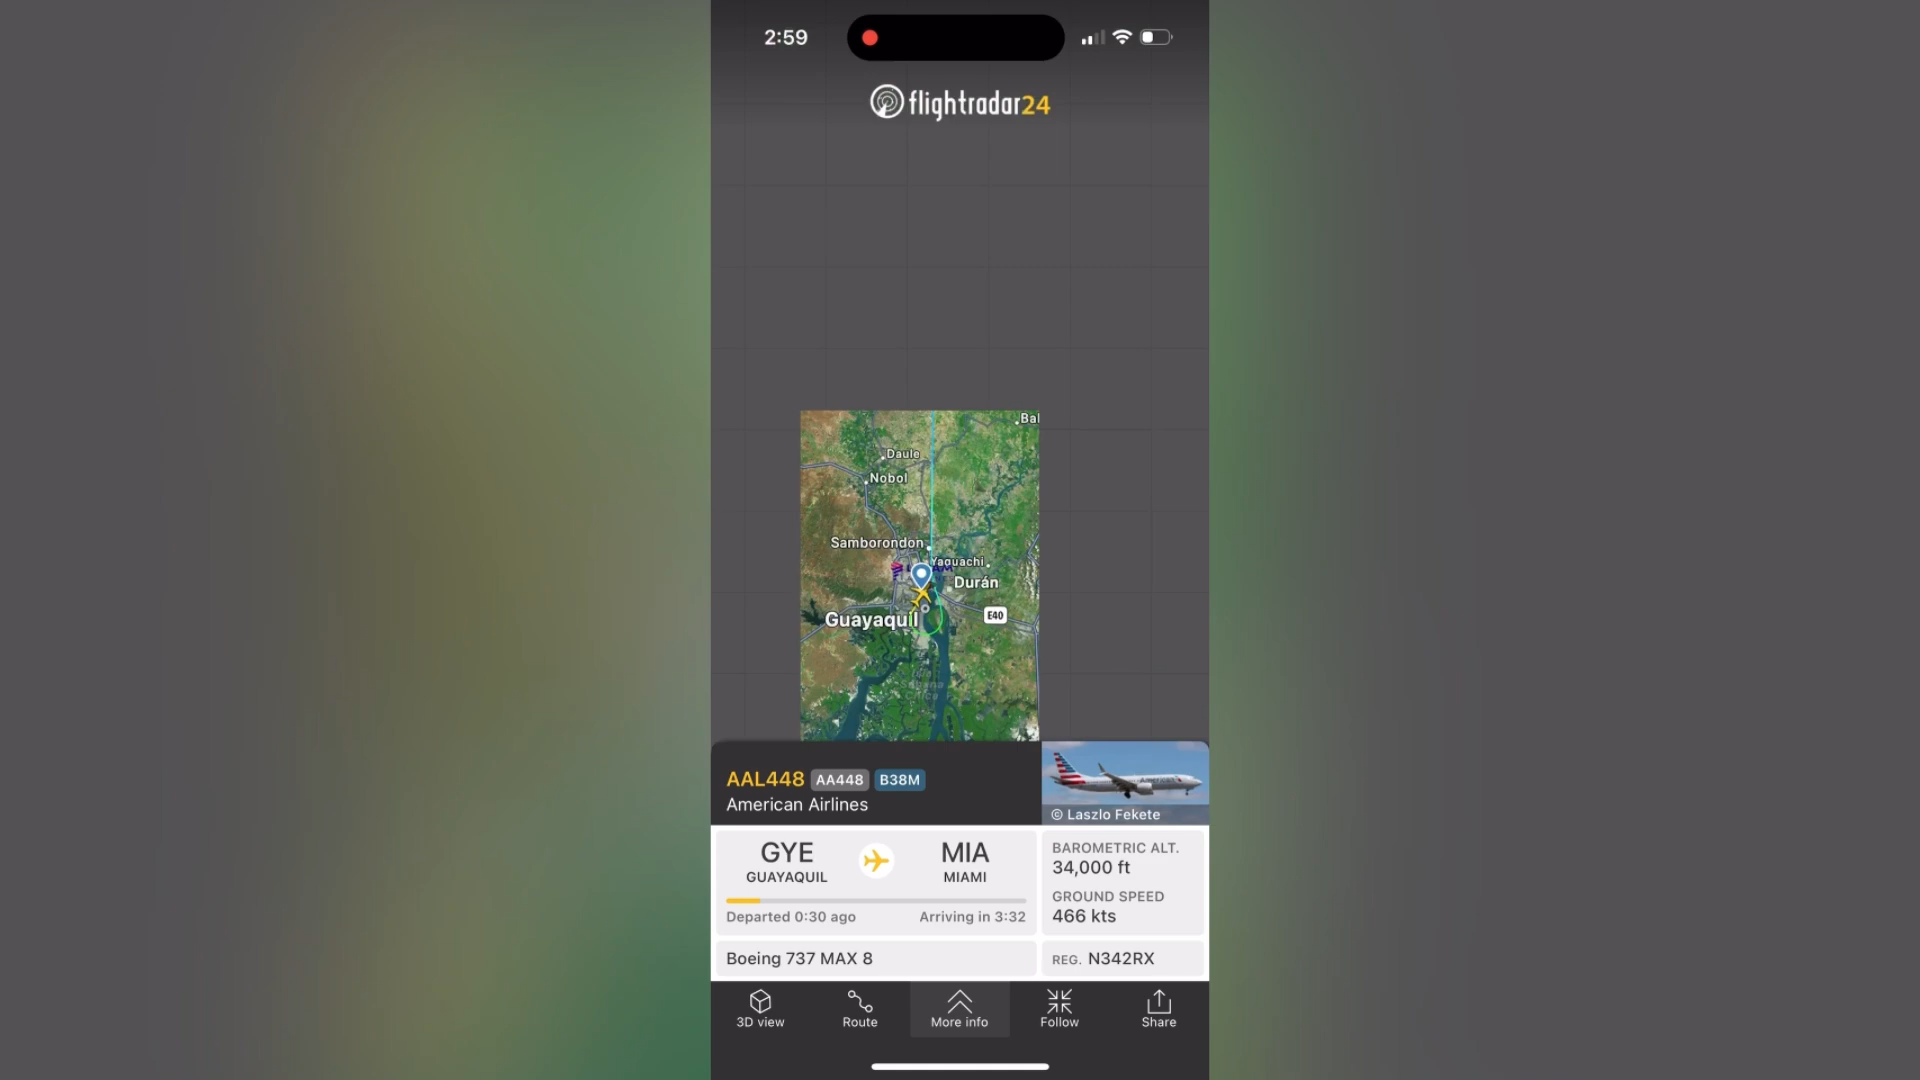 2:59
flightradar24
Bal
Daule
Nobol
Samborondon
Yaguachi
Durán
E40
Guayaquil
AAL448 AA448 B38M
American Airlines
American
© Laszlo Fekete
GYE
GUAYAQUIL
MIA
MIAMI
Departed 0:30 ago
Arriving in 3:32
BAROMETRIC ALT.
34,000 ft
GROUND SPEED
466 kts
Boeing 737 MAX 8
REG. N342RX
3D view
Route
More info
Follow
Share